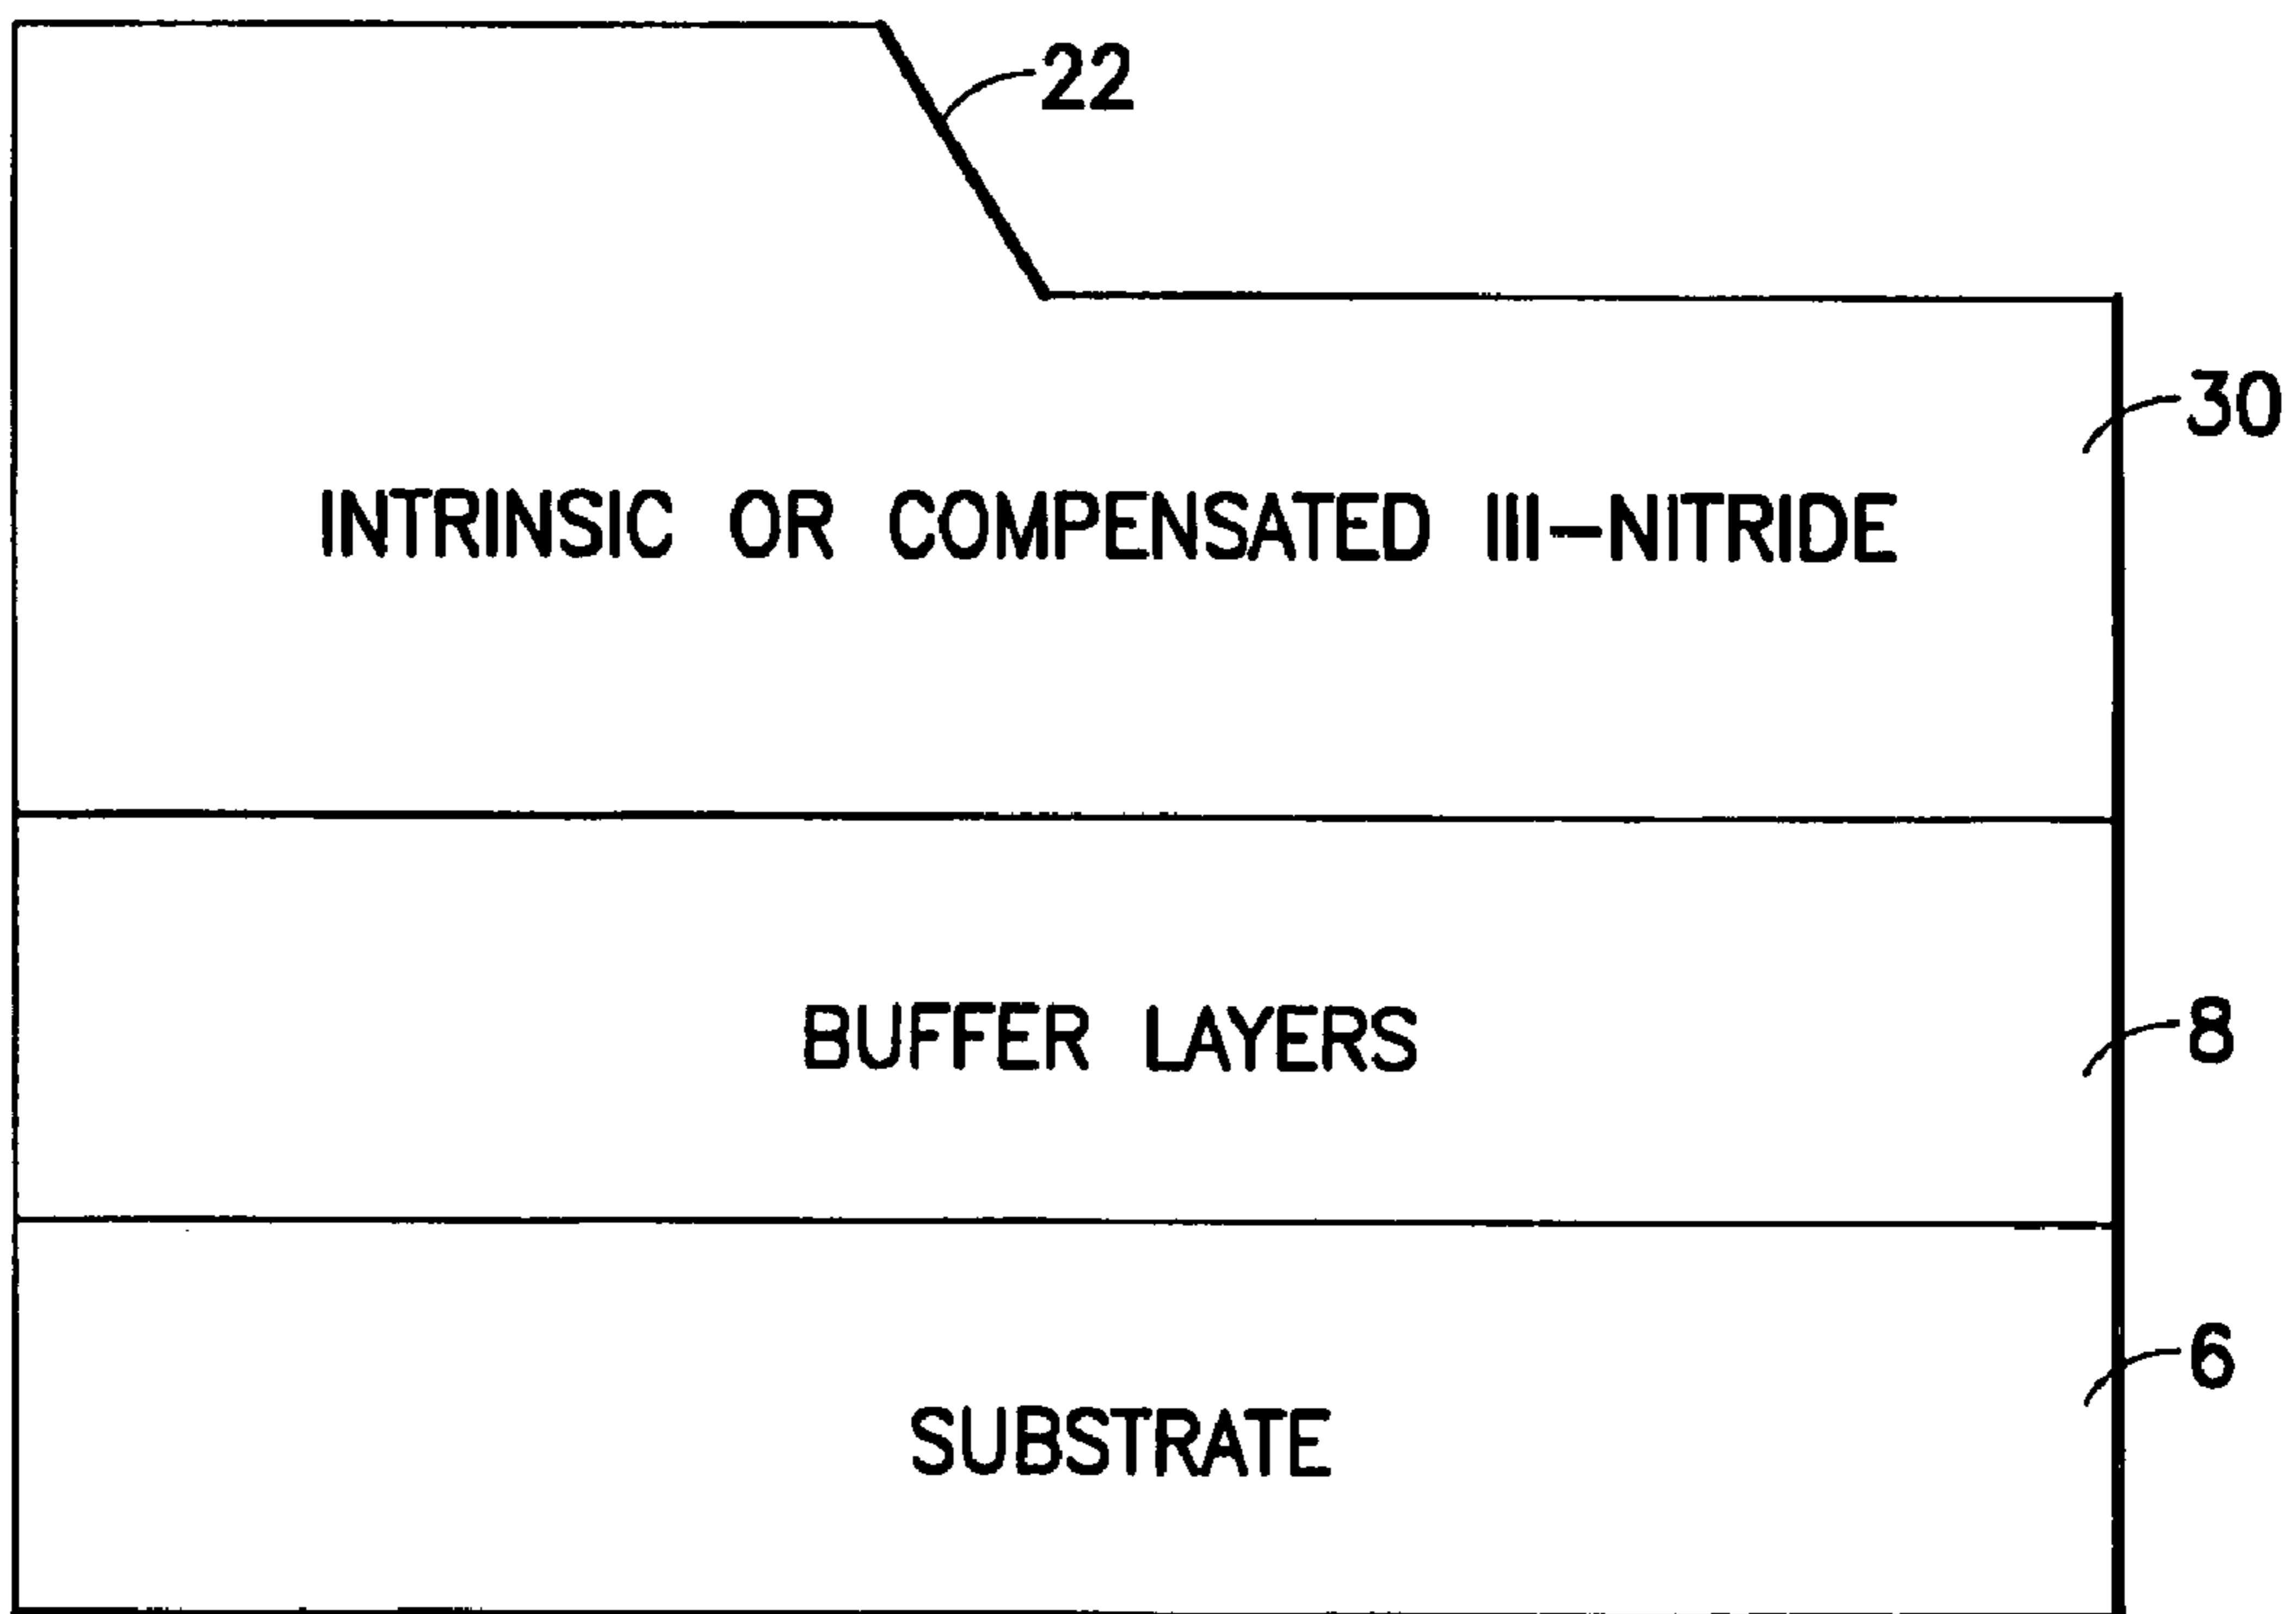 22
30
INTRINSIC OR COMPENSATED III-NITRIDE
8
BUFFER LAYERS
6
SUBSTRATE